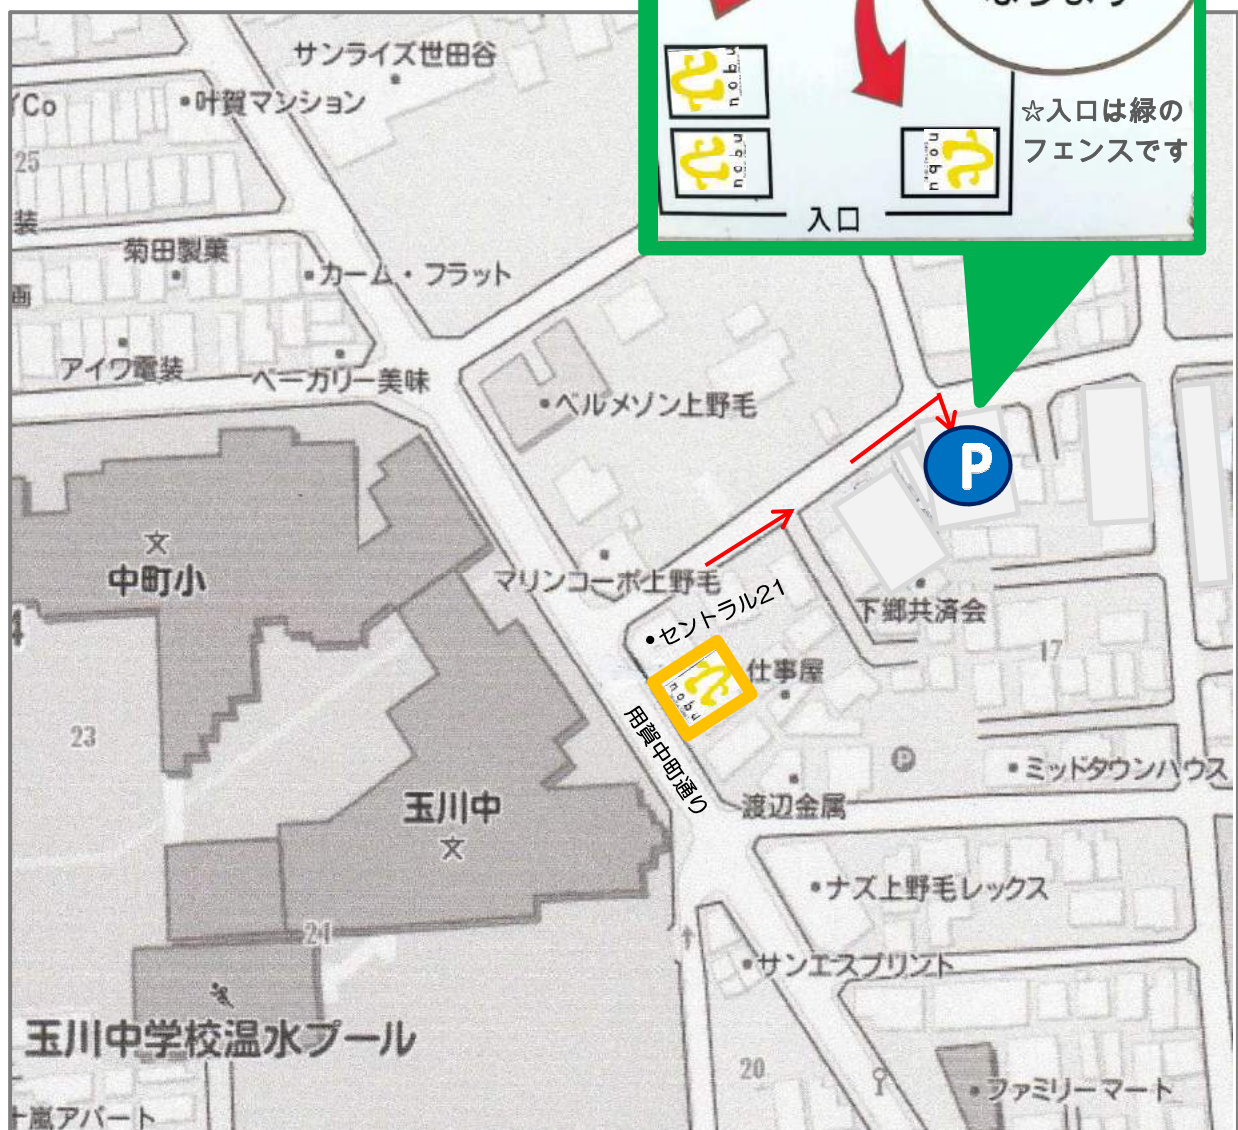 なります
nobu
nobu
nobu
☆入口は緑の
フェンスです
入口
サンライズ世田谷
叶賀マンション
Co
25
装
菊田製菓
カーム・フラット
画
アイワ電装
ベーカリー美味
ベルメゾン上野毛
P
中町小
マリンコーポ上野毛
セントラル21
下郷共済会
17
仕事屋
nobu
用賀中町通り
23
P
ミッドタウンハウス
渡辺金属
玉川中
ナズ上野毛レックス
24
サンエスプリント
玉川中学校温水プール
20
ファミリーマート
十嵐アパート